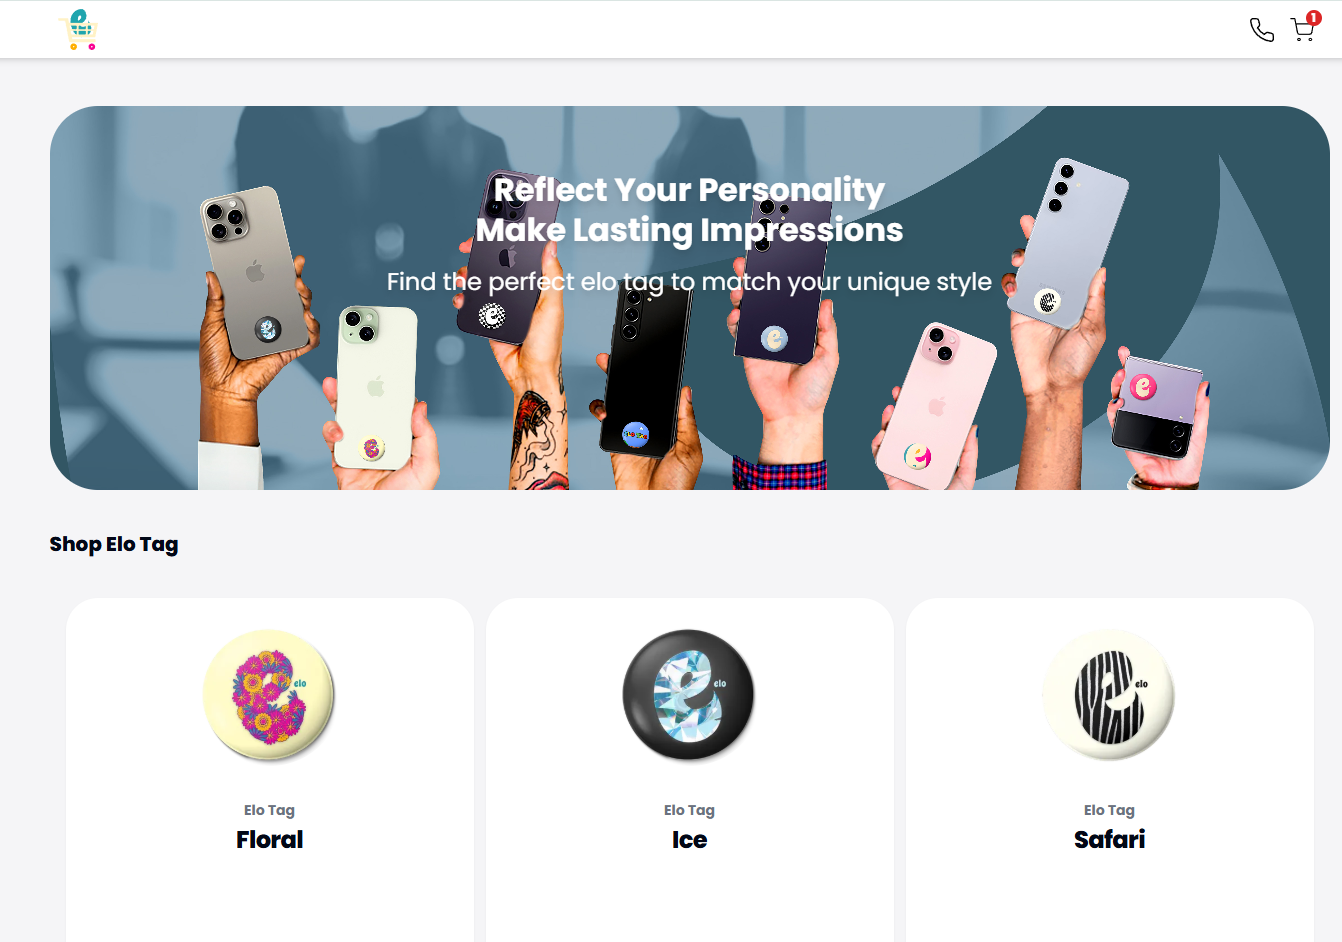 1
Reflect Your Personality
Make Lasting Impressions
Find the perfect elo tag to match your unique style
Shop Elo Tag
elo
elo
elo
Elo Tag
Elo Tag
Elo Tag
Floral
Ice
Safari